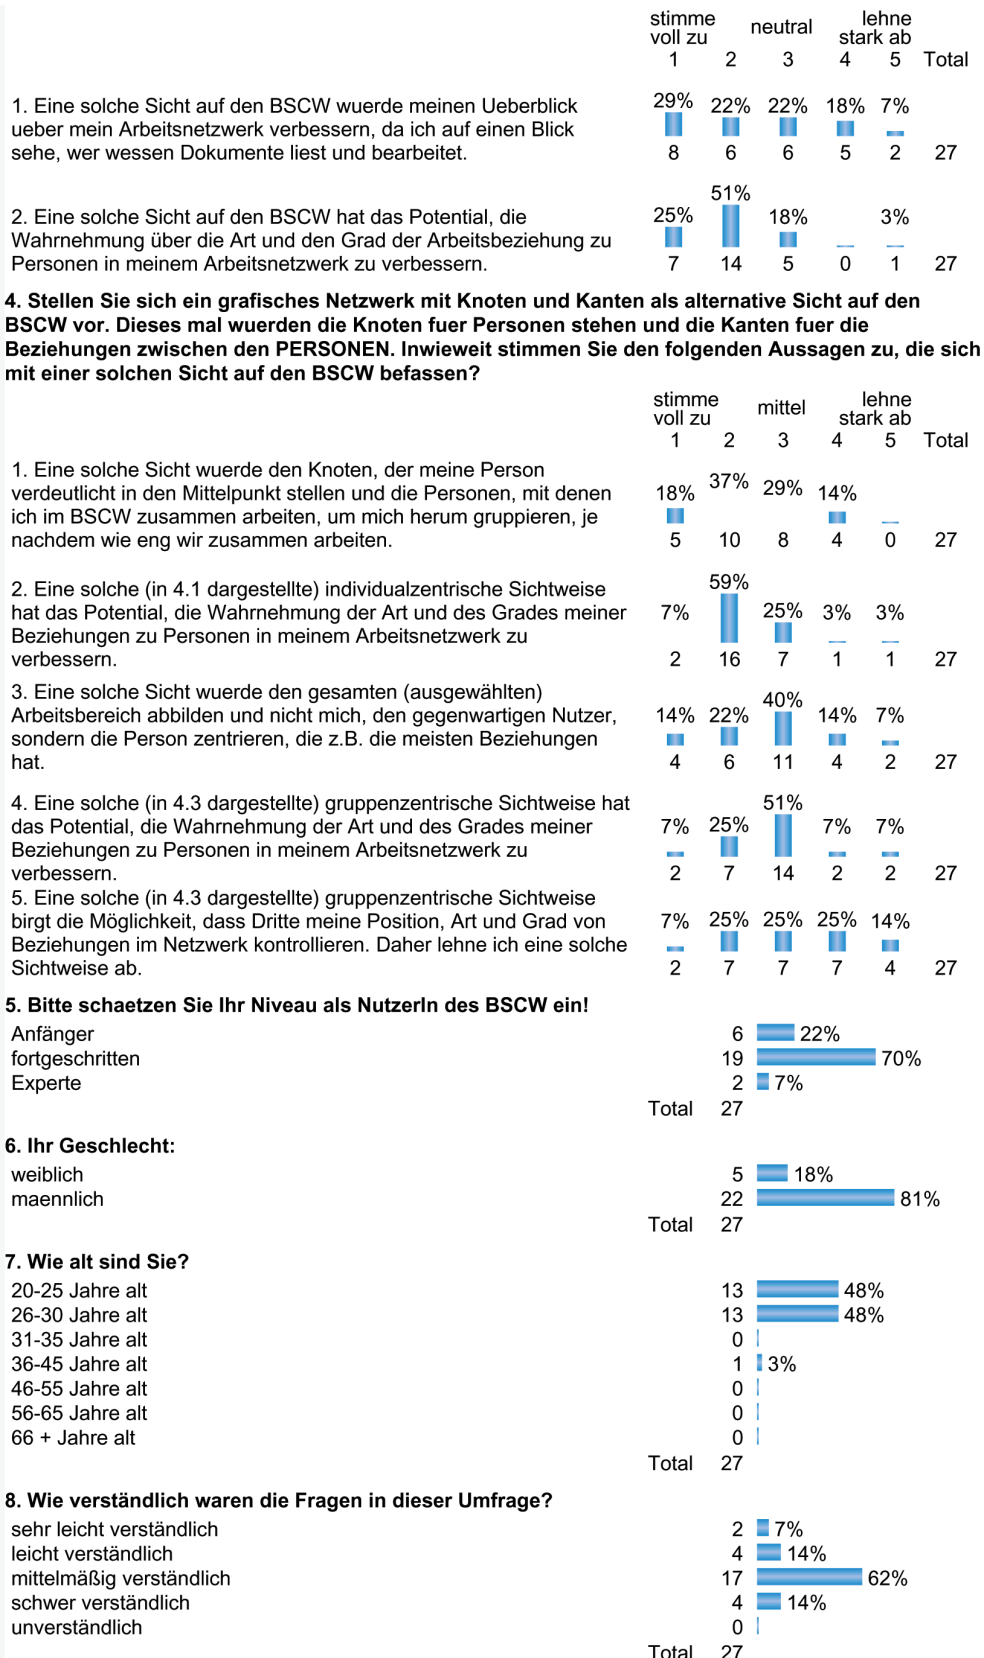 stimme neutral lehne
voll zu stark ab
1 2 3 4 5 Total
1. Eine solche Sicht auf den BSCW wuerde meinen Ueberblick
ueber mein Arbeitsnetzwerk verbessern, da ich auf einen Blick
sehe, wer wessen Dokumente liest und bearbeitet.
29% 22% 22% 18% 7%
8 6 6 5 2 27
2. Eine solche Sicht auf den BSCW hat das Potential, die
Wahrnehmung über die Art und den Grad der Arbeitsbeziehung zu
Personen in meinem Arbeitsnetzwerk zu verbessern.
25% 51% 18% 3%
7 14 5 0 1 27
4. Stellen Sie sich ein grafisches Netzwerk mit Knoten und Kanten als alternative Sicht auf den
BSCW vor. Dieses mal wuerden die Knoten fuer Personen stehen und die Kanten fuer die
Beziehungen zwischen den PERSONEN. Inwieweit stimmen Sie den folgenden Aussagen zu, die sich
mit einer solchen Sicht auf den BSCW befassen?
stimme mittel lehne
voll zu stark ab
1 2 3 4 5 Total
1. Eine solche Sicht wuerde den Knoten, der meine Person
verdeutlicht in den Mittelpunkt stellen und die Personen, mit denen
ich im BSCW zusammen arbeiten, um mich herum gruppieren, je
nachdem wie eng wir zusammen arbeiten.
18% 37% 29% 14%
5 10 8 4 0 27
2. Eine solche (in 4.1 dargestellte) individualzentrische Sichtweise
hat das Potential, die Wahrnehmung der Art und des Grades meiner
Beziehungen zu Personen in meinem Arbeitsnetzwerk zu
verbessern.
7% 59% 25% 3% 3%
2 16 7 1 1 27
3. Eine solche Sicht wuerde den gesamten (ausgewählten)
Arbeitsbereich abbilden und nicht mich, den gegenwartigen Nutzer,
sondern die Person zentrieren, die z.B. die meisten Beziehungen
hat.
14% 22% 40% 14% 7%
4 6 11 4 2 27
4. Eine solche (in 4.3 dargestellte) gruppenzentrische Sichtweise hat
das Potential, die Wahrnehmung der Art und des Grades meiner
Beziehungen zu Personen in meinem Arbeitsnetzwerk zu
verbessern.
7% 25% 51% 7% 7%
2 7 14 2 2 27
5. Eine solche (in 4.3 dargestellte) gruppenzentrische Sichtweise
birgt die Möglichkeit, dass Dritte meine Position, Art und Grad von
Beziehungen im Netzwerk kontrollieren. Daher lehne ich eine solche
Sichtweise ab.
7% 25% 25% 25% 14%
2 7 7 7 4 27
5. Bitte schaetzen Sie Ihr Niveau als NutzerIn des BSCW ein!
Anfänger 6 22%
fortgeschritten 19 70%
Experte 2 7%
Total 27
6. Ihr Geschlecht:
weiblich 5 18%
maennlich 22 81%
Total 27
7. Wie alt sind Sie?
20-25 Jahre alt 13 48%
26-30 Jahre alt 13 48%
31-35 Jahre alt 0
36-45 Jahre alt 1 3%
46-55 Jahre alt 0
56-65 Jahre alt 0
66 + Jahre alt 0
Total 27
8. Wie verständlich waren die Fragen in dieser Umfrage?
sehr leicht verständlich 2 7%
leicht verständlich 4 14%
mittelmäßig verständlich 17 62%
schwer verständlich 4 14%
unverständlich 0
Total 27